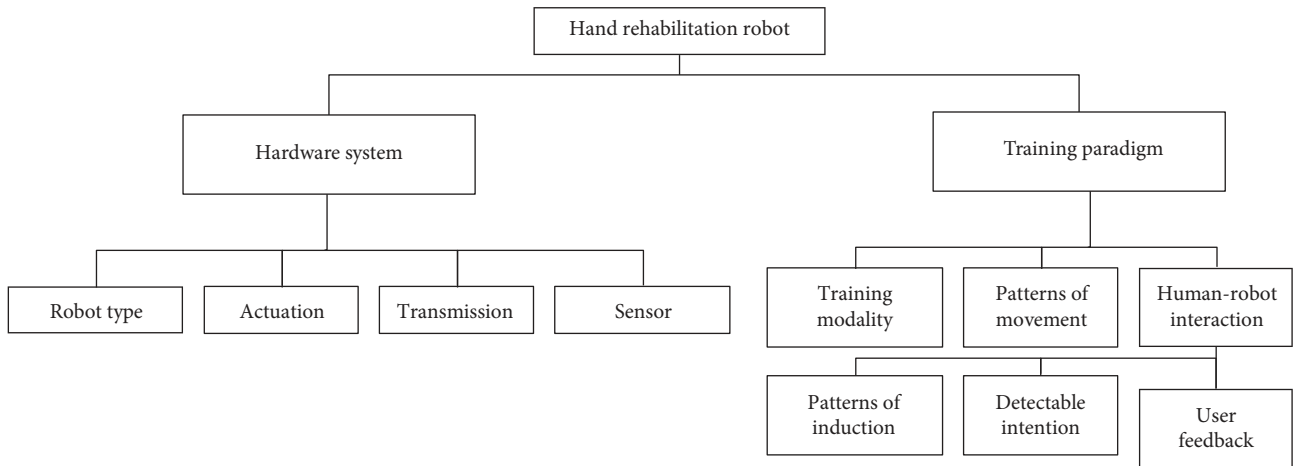 Hand rehabilitation robot
Hardware system
Training paradigm
Robot type
Actuation
Transmission
Sensor
Training
modality
Patterns of
movement
Human-robot
interaction
Patterns of
induction
Detectable
intention
User
feedback